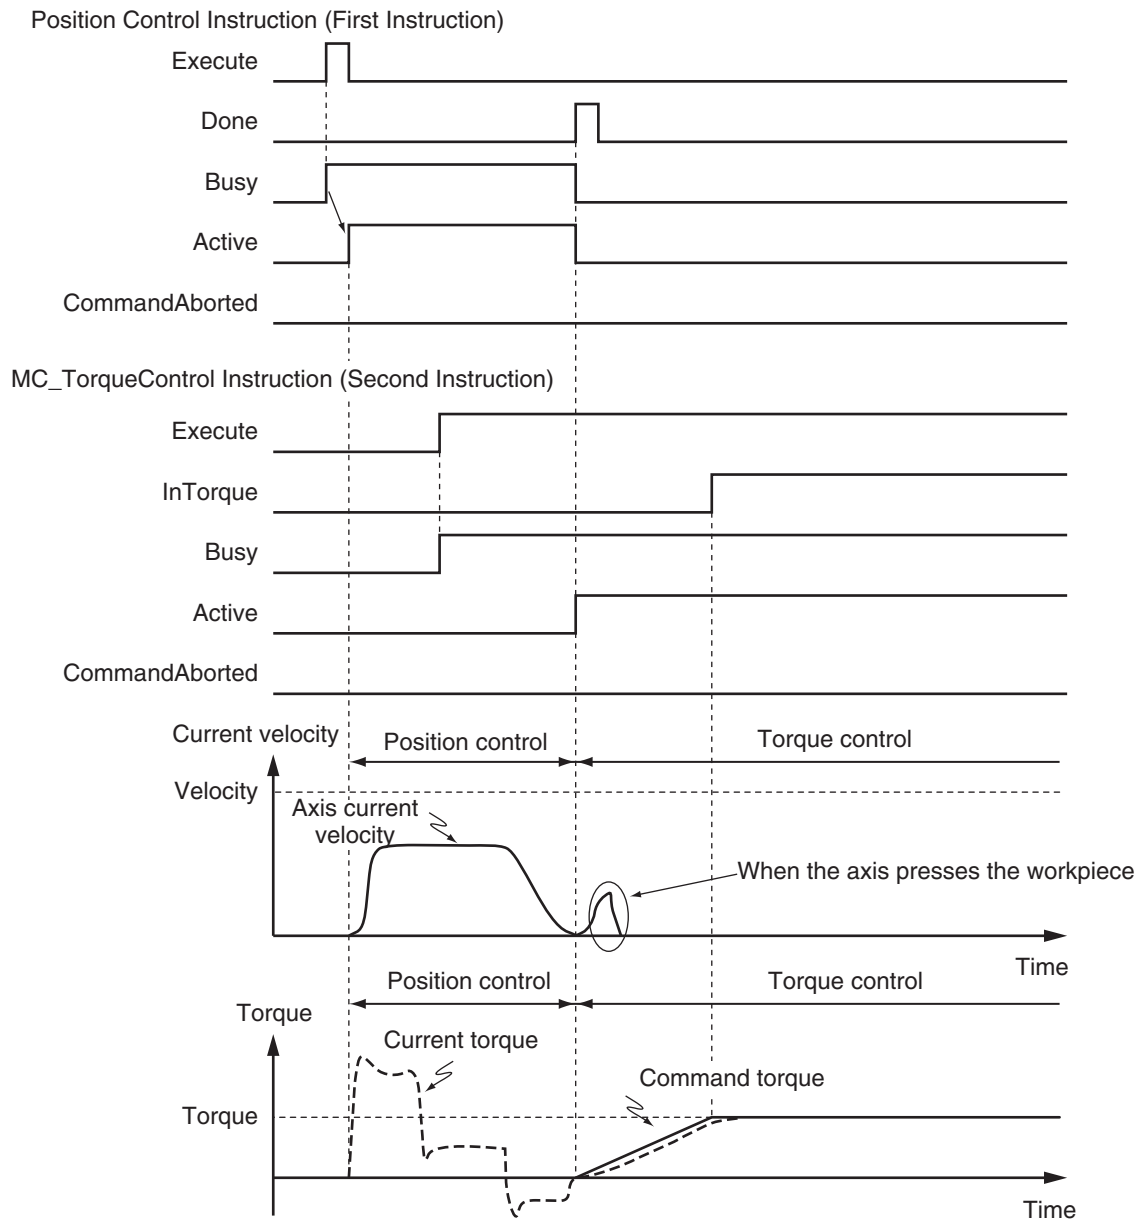 Position Control Instruction (First Instruction)
Execute
Done
Busy
Active
CommandAborted
MC_TorqueControl Instruction (Second Instruction)
Execute
InTorque
Busy
Active
CommandAborted
Current velocity
Position control
Torque control
Velocity
Axis current
velocity
When the axis presses the workpiece
Time
Position control
Torque control
Torque
Current torque
Command torque
Torque
Time